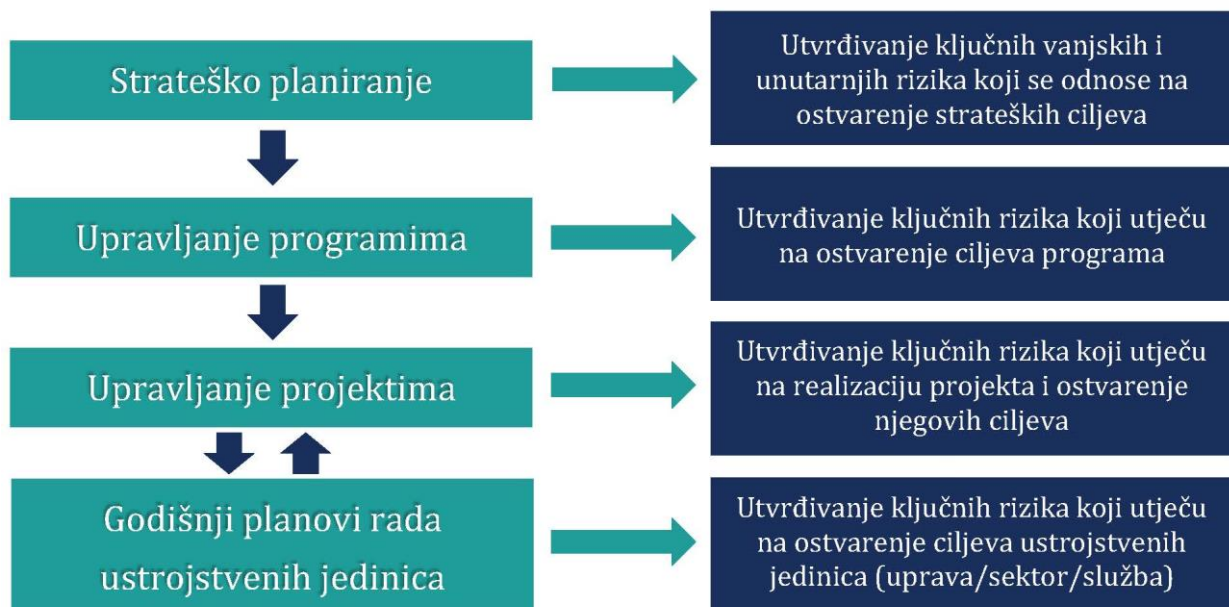 Strateško planiranje
Utvrđivanje ključnih vanjskih i
unutarnjih rizika koji se odnose na
ostvarenje strateških ciljeva
Upravljanje programima
Utvrđivanje ključnih rizika koji utječu
na ostvarenje ciljeva programa
Upravljanje projektima
Utvrđivanje ključnih rizika koji utječu
na realizaciju projekta i ostvarenje
njegovih ciljeva
Godišnji planovi rada
ustrojstvenih jedinica
Utvrđivanje ključnih rizika koji utječu
na ostvarenje ciljeva ustrojstvenih
jedinica (uprava/sektor/služba)